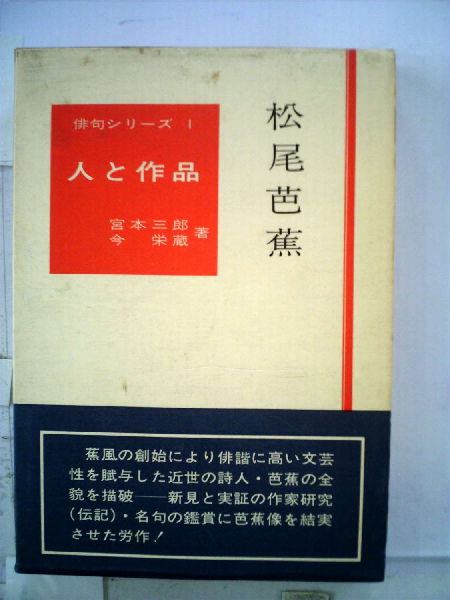 松尾芭蕉
俳句シリーズ 1
人と作品
宮本三郎
今栄蔵 著
蕉風の創始により俳諧に高い文芸
性を賦与した近世の詩人・芭蕉の全
貌を描破――新見と実証の作家研究
(伝記)・名句の鑑賞に芭蕉像を結実
させた労作!